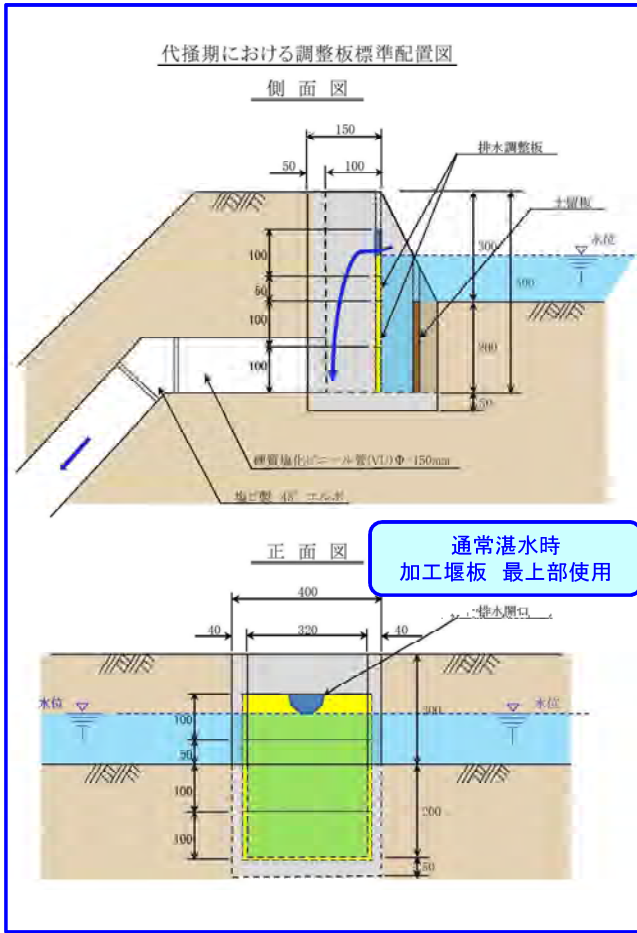 代掻期における調整板標準配置図
側面図
150
50
100
排水調整板
土留板
水位
100
300
50
500
100
200
100
50
硬質塩化ビニール管(VU)Φ-150mm
塩ビ製 45° エルボ
正面図
通常湛水時
加工堰板 最上部使用
400
排水開口
40
320
40
水位
水位
100
300
50
100
200
100
50